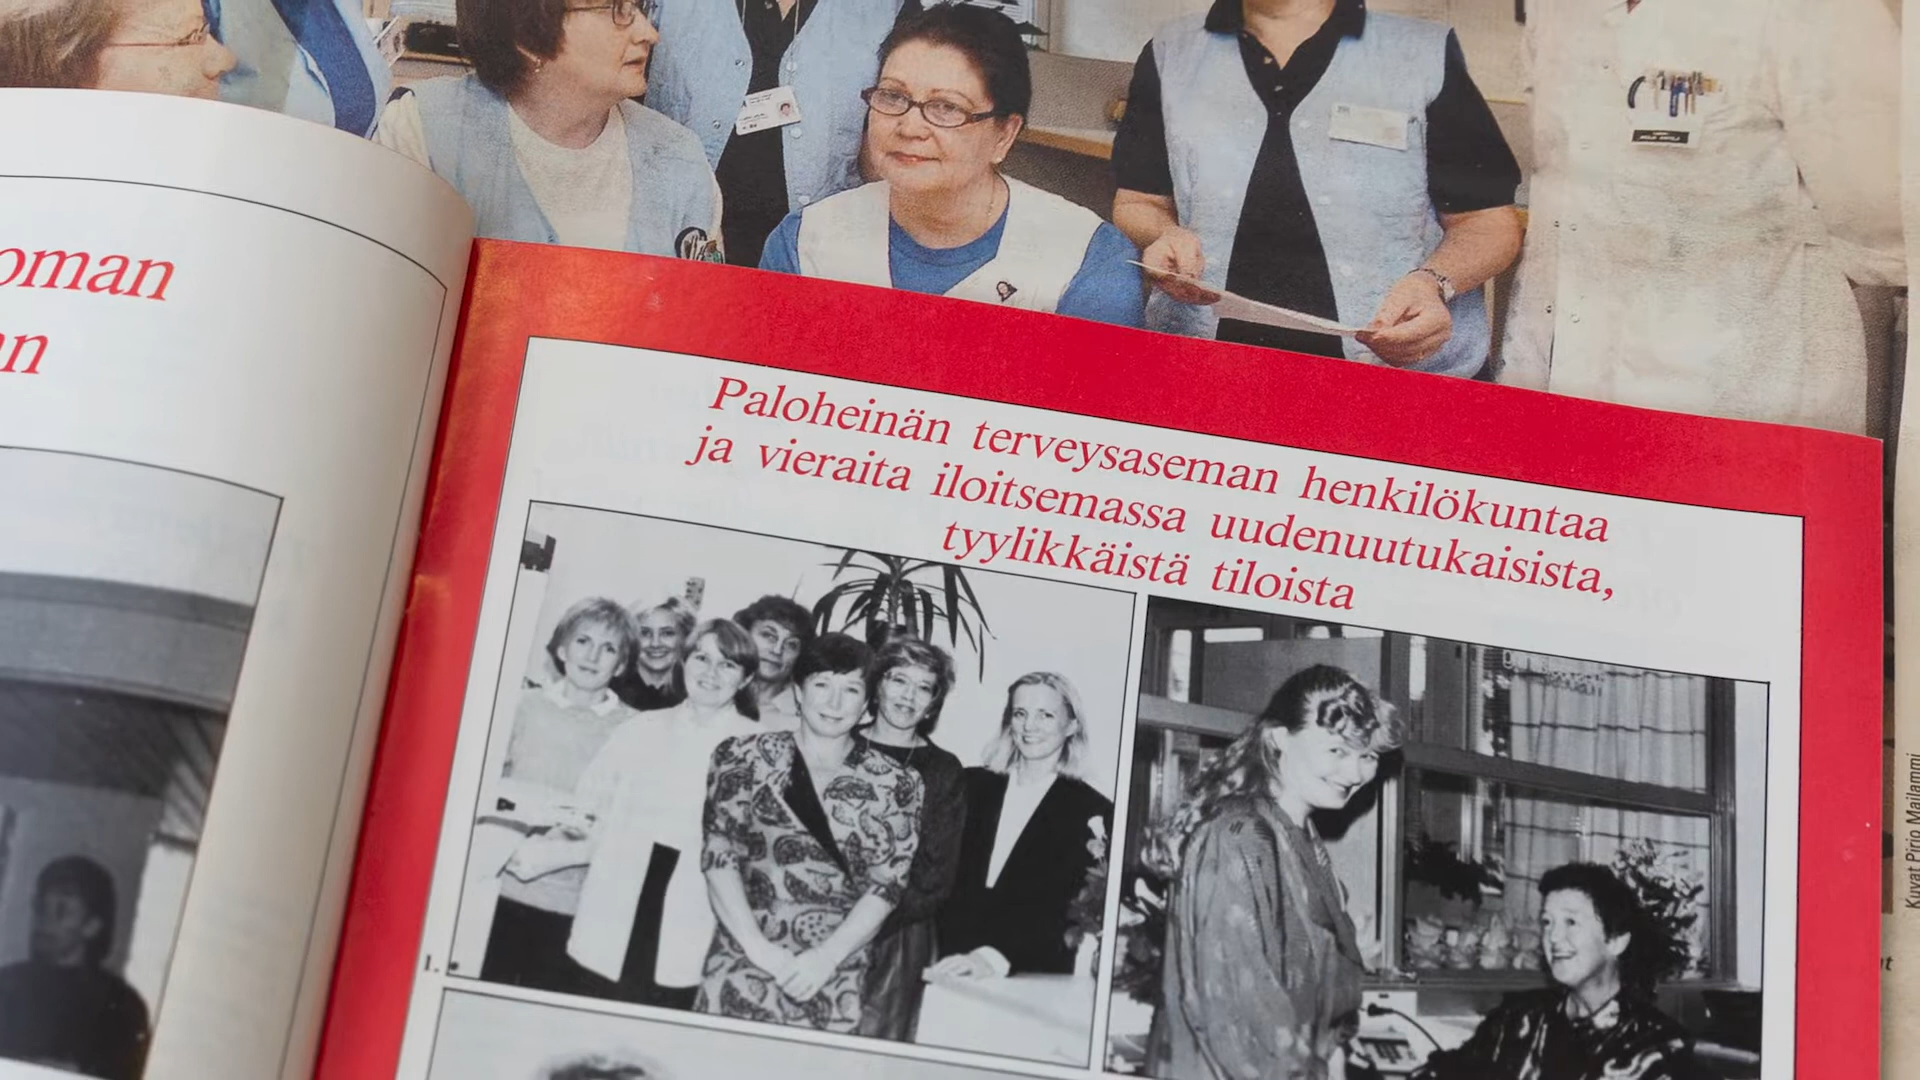 oman
n
Paloheinän terveysaseman henkilökuntaa
ja vieraita iloitsemassa uudenuutukaisista,
tyylikkäistä tiloista
1.
Kuvat Pirjo Mailammi